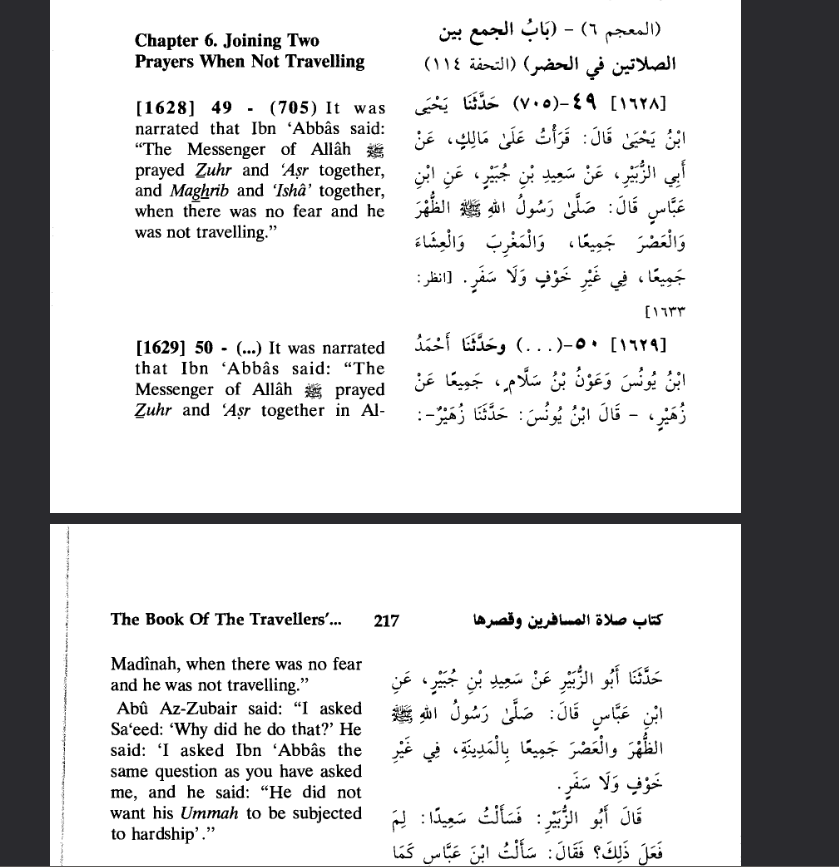 Chapter 6. Joining Two
Prayers When Not Travelling
[1628] 49 - (705) It was
narrated that Ibn ‘Abbâs said:
“The Messenger of Allâh ﷺ
prayed Zuhr and ‘Aṣr together,
and Maghrib and ‘Ishâ’ together,
when there was no fear and he
was not travelling.”
[1629] 50 - (...) It was narrated
that Ibn ‘Abbâs said: “The
Messenger of Allâh ﷺ prayed
Zuhr and ‘Aṣr together in Al-
(المعجم ٦) - (بَابُ الجمع بين
الصلاتين في الحضر) (التحفة ١١٤)
[١٦٢٨] ٤٩-(٧٠٥) حَدَّثَنَا يَحْيَى
ابْنُ يَحْيَىٰ قَالَ: قَرَأْتُ عَلَىٰ مَالِكٍ، عَنْ
أَبِي الزُّبَيْرِ، عَنْ سَعِيدِ بْنِ جُبَيْرٍ، عَنِ ابْنِ
عَبَّاسٍ قَالَ: صَلَّىٰ رَسُولُ اللهِ ﷺ الظُّهْرَ
وَالْعَصْرَ جَمِيعًا، وَالْمَغْرِبَ وَالْعِشَاءَ
جَمِيعًا، فِي غَيْرِ خَوْفٍ وَلَا سَفَرٍ. [انظر:
١٦٣٣]
[١٦٢٩] ٥٠-(...) وحَدَّثَنَا أَحْمَدُ
ابْنُ يُونُسَ وَعَوْنُ بْنُ سَلَّامٍ، جَمِيعًا عَنْ
زُهَيْرٍ، - قَالَ ابْنُ يُونُسَ: حَدَّثَنَا زُهَيْرٌ-:
The Book Of The Travellers’... 217 كتاب صلاة المسافرين وقصرها
Madînah, when there was no fear
and he was not travelling.”
Abû Az-Zubair said: “I asked
Sa‘eed: ‘Why did he do that?’ He
said: ‘I asked Ibn ‘Abbâs the
same question as you have asked
me, and he said: “He did not
want his Ummah to be subjected
to hardship’.”
حَدَّثَنَا أَبُو الزُّبَيْرِ عَنْ سَعِيدِ بْنِ جُبَيْرٍ، عَنِ
ابْنِ عَبَّاسٍ قَالَ: صَلَّىٰ رَسُولُ اللهِ ﷺ
الظُّهْرَ والْعَصْرَ جَمِيعًا بِالْمَدِينَةِ، فِي غَيْرِ
خَوْفٍ وَلَا سَفَرٍ.
قَالَ أَبُو الزُّبَيْرِ: فَسَأَلْتُ سَعِيدًا: لِمَ
فَعَلَ ذَلِكَ؟ فَقَالَ: سَأَلْتُ ابْنَ عَبَّاسٍ كَمَا